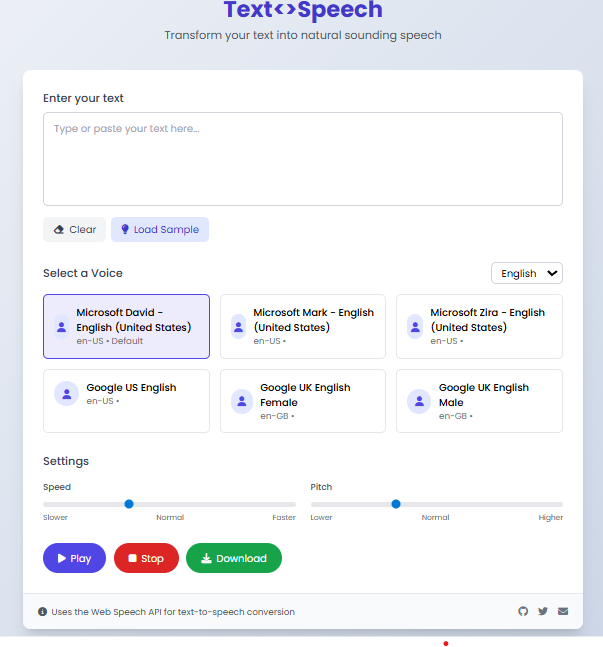 Text<>Speech
Transform your text into natural sounding speech
Enter your text
Type or paste your text here...
Clear
Load Sample
Select a Voice
English
Microsoft David -
English (United States)
en-US • Default
Microsoft Mark - English
(United States)
en-US •
Microsoft Zira - English
(United States)
en-US •
Google US English
en-US •
Google UK English
Female
en-GB •
Google UK English
Male
en-GB •
Settings
Speed
Slower
Normal
Faster
Pitch
Lower
Normal
Higher
Play
Stop
Download
Uses the Web Speech API for text-to-speech conversion